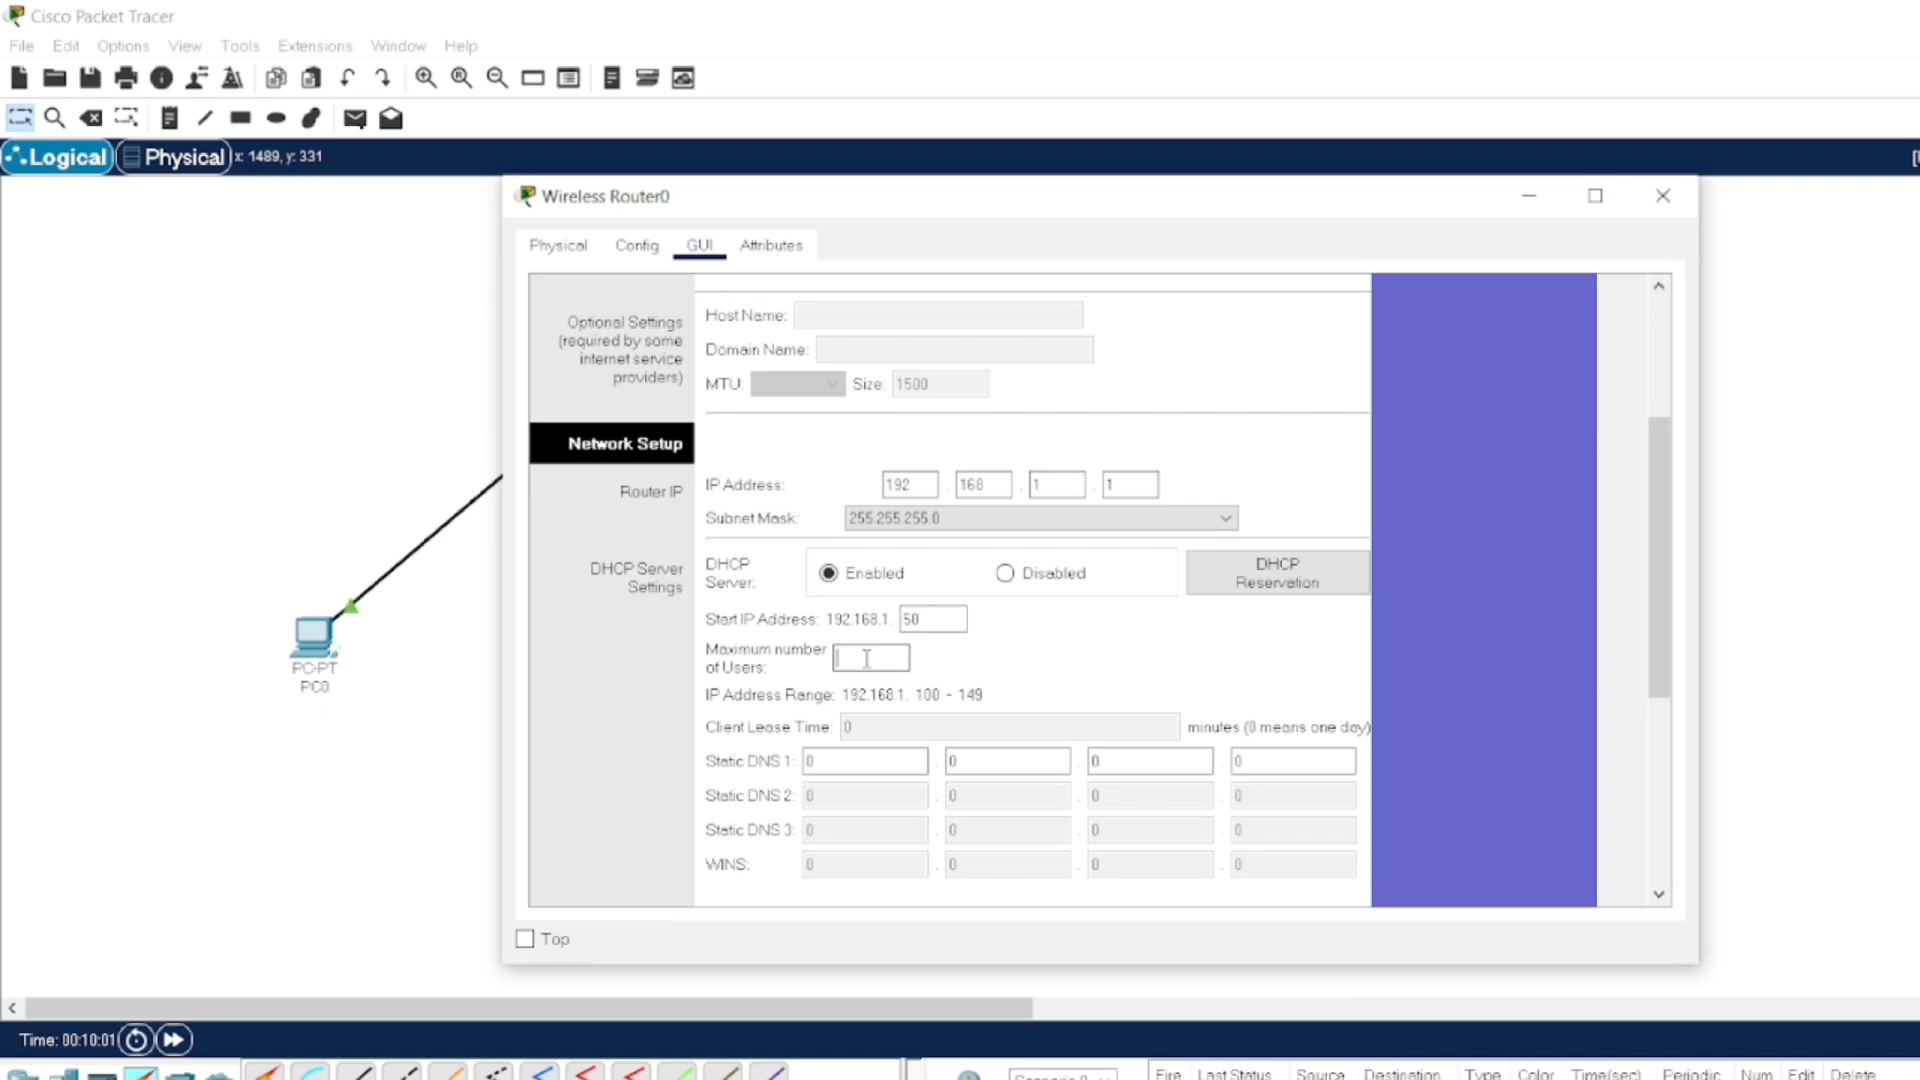 Cisco Packet Tracer
File Edit Options View Tools Extensions Window Help
Logical Physical x: 1489, y: 331
Wireless Router0
Physical Config GUI Attributes
Optional Settings
(required by some
internet service
providers)
Host Name:
Domain Name:
MTU: Size: 1500
Network Setup
Router IP
IP Address: 192 . 168 . 1 . 1
Subnet Mask: 255.255.255.0
DHCP Server
Settings
DHCP
Server:
Enabled Disabled
DHCP
Reservation
Start IP Address: 192.168.1. 50
Maximum number
of Users:
IP Address Range: 192.168.1. 100 - 149
Client Lease Time: 0 minutes (0 means one day)
Static DNS 1: 0 . 0 . 0 . 0
Static DNS 2: 0 . 0 . 0 . 0
Static DNS 3: 0 . 0 . 0 . 0
WINS: 0 . 0 . 0 . 0
PC-PT
PC0
Top
Time: 00:10:01
Fire Last Status Source Destination Type Color Time(sec) Periodic Num Edit Delete